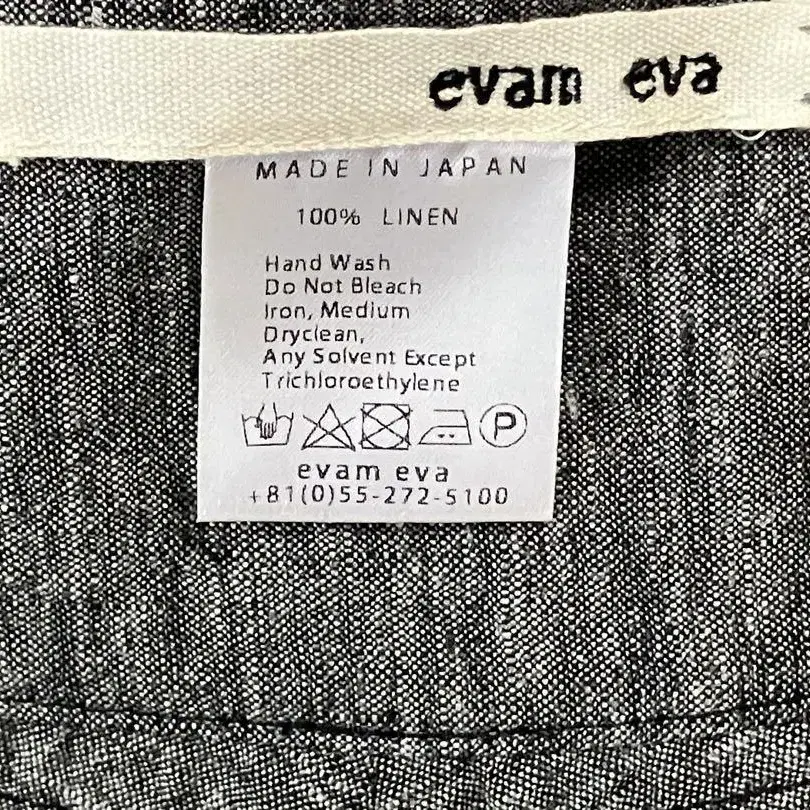 evam eva
MADE IN JAPAN
100% LINEN
Hand Wash
Do Not Bleach
Iron, Medium
Dryclean,
Any Solvent Except
Trichloroethylene
P
evam eva
+81(0)55-272-5100